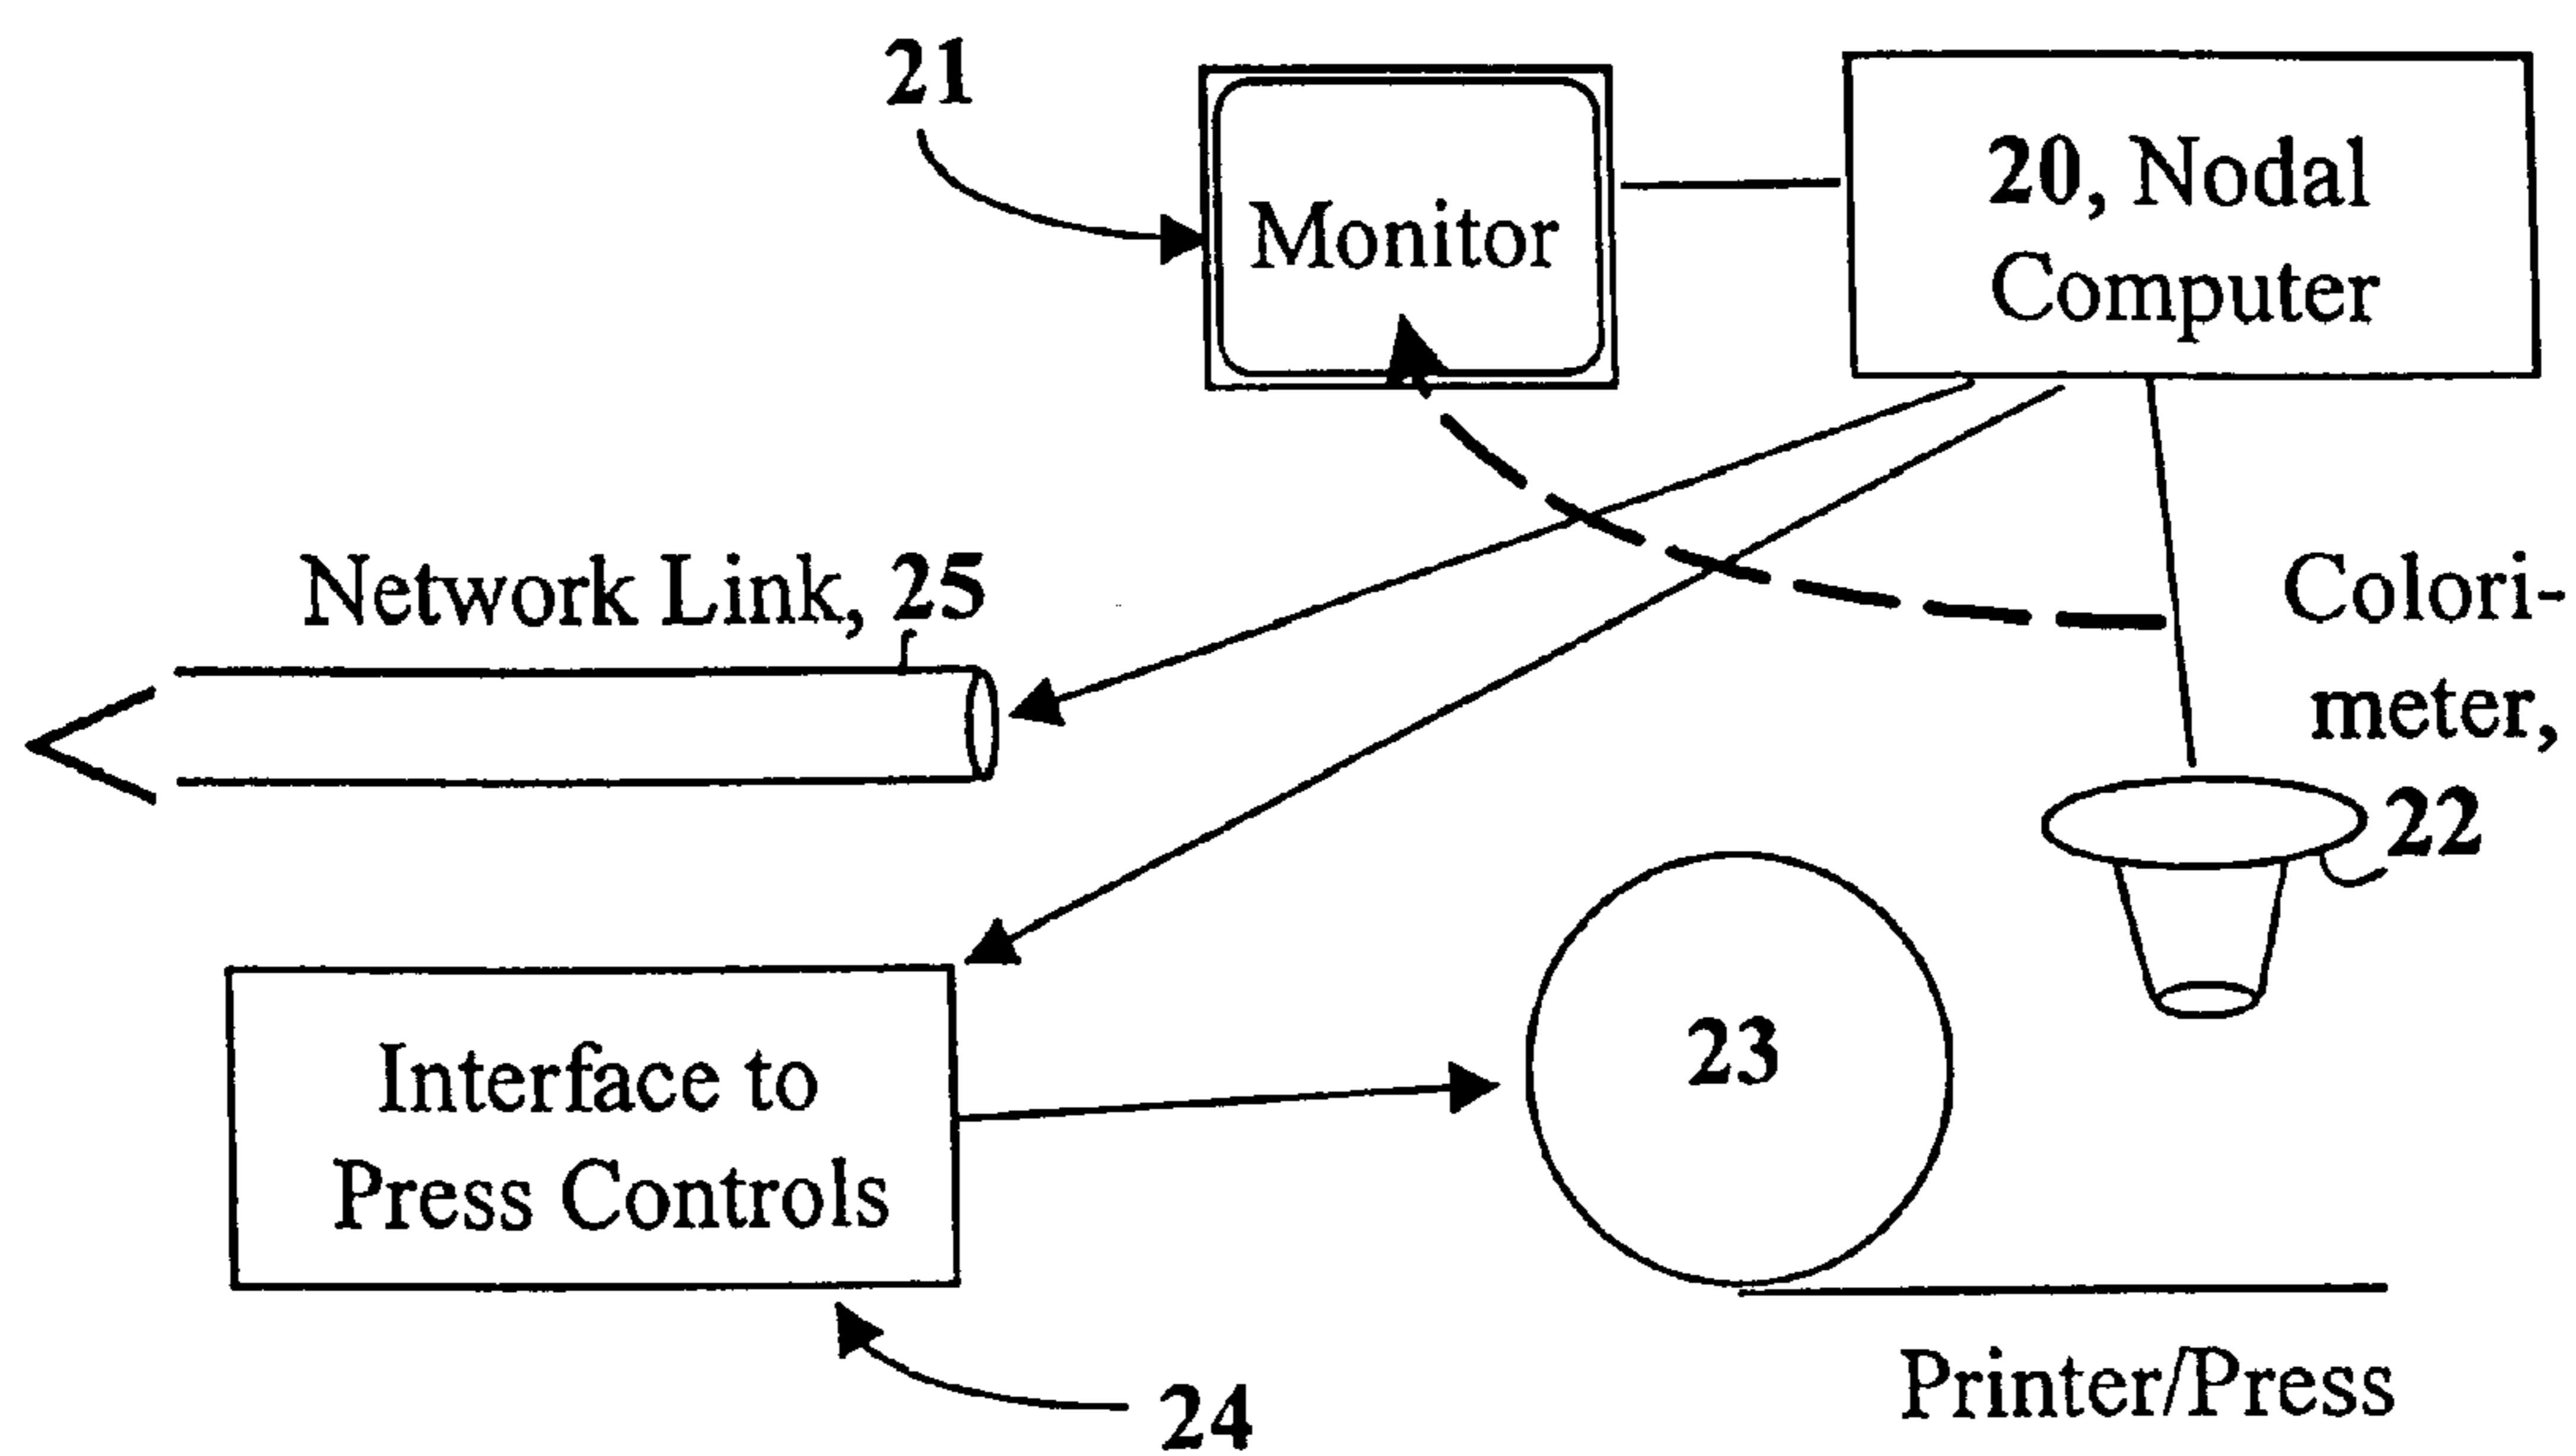 21
Monitor
20, Nodal
Computer
Network Link, 25
Colori-
meter,
22
23
Interface to
Press Controls
24
Printer/Press